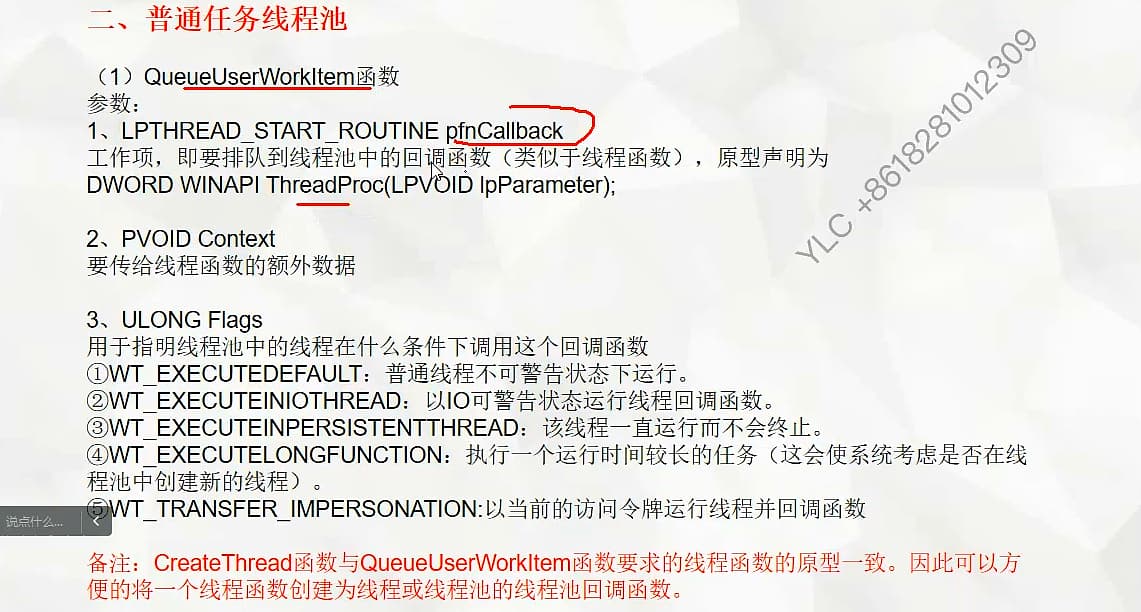 二、普通任务线程池
（1）QueueUserWorkItem函数
参数：
1、LPTHREAD_START_ROUTINE pfnCallback
工作项，即要排队到线程池中的回调函数（类似于线程函数），原型声明为
DWORD WINAPI ThreadProc(LPVOID lpParameter);
2、PVOID Context
要传给线程函数的额外数据
3、ULONG Flags
用于指明线程池中的线程在什么条件下调用这个回调函数
①WT_EXECUTEDEFAULT：普通线程不可警告状态下运行。
②WT_EXECUTEINIOTHREAD：以IO可警告状态运行线程回调函数。
③WT_EXECUTEINPERSISTENTTHREAD：该线程一直运行而不会终止。
④WT_EXECUTELONGFUNCTION：执行一个运行时间较长的任务（这会使系统考虑是否在线
程池中创建新的线程）。
⑤WT_TRANSFER_IMPERSONATION:以当前的访问令牌运行线程并回调函数
说点什么...
备注：CreateThread函数与QueueUserWorkItem函数要求的线程函数的原型一致。因此可以方
便的将一个线程函数创建为线程或线程池的线程池回调函数。
YLC +8618281012309